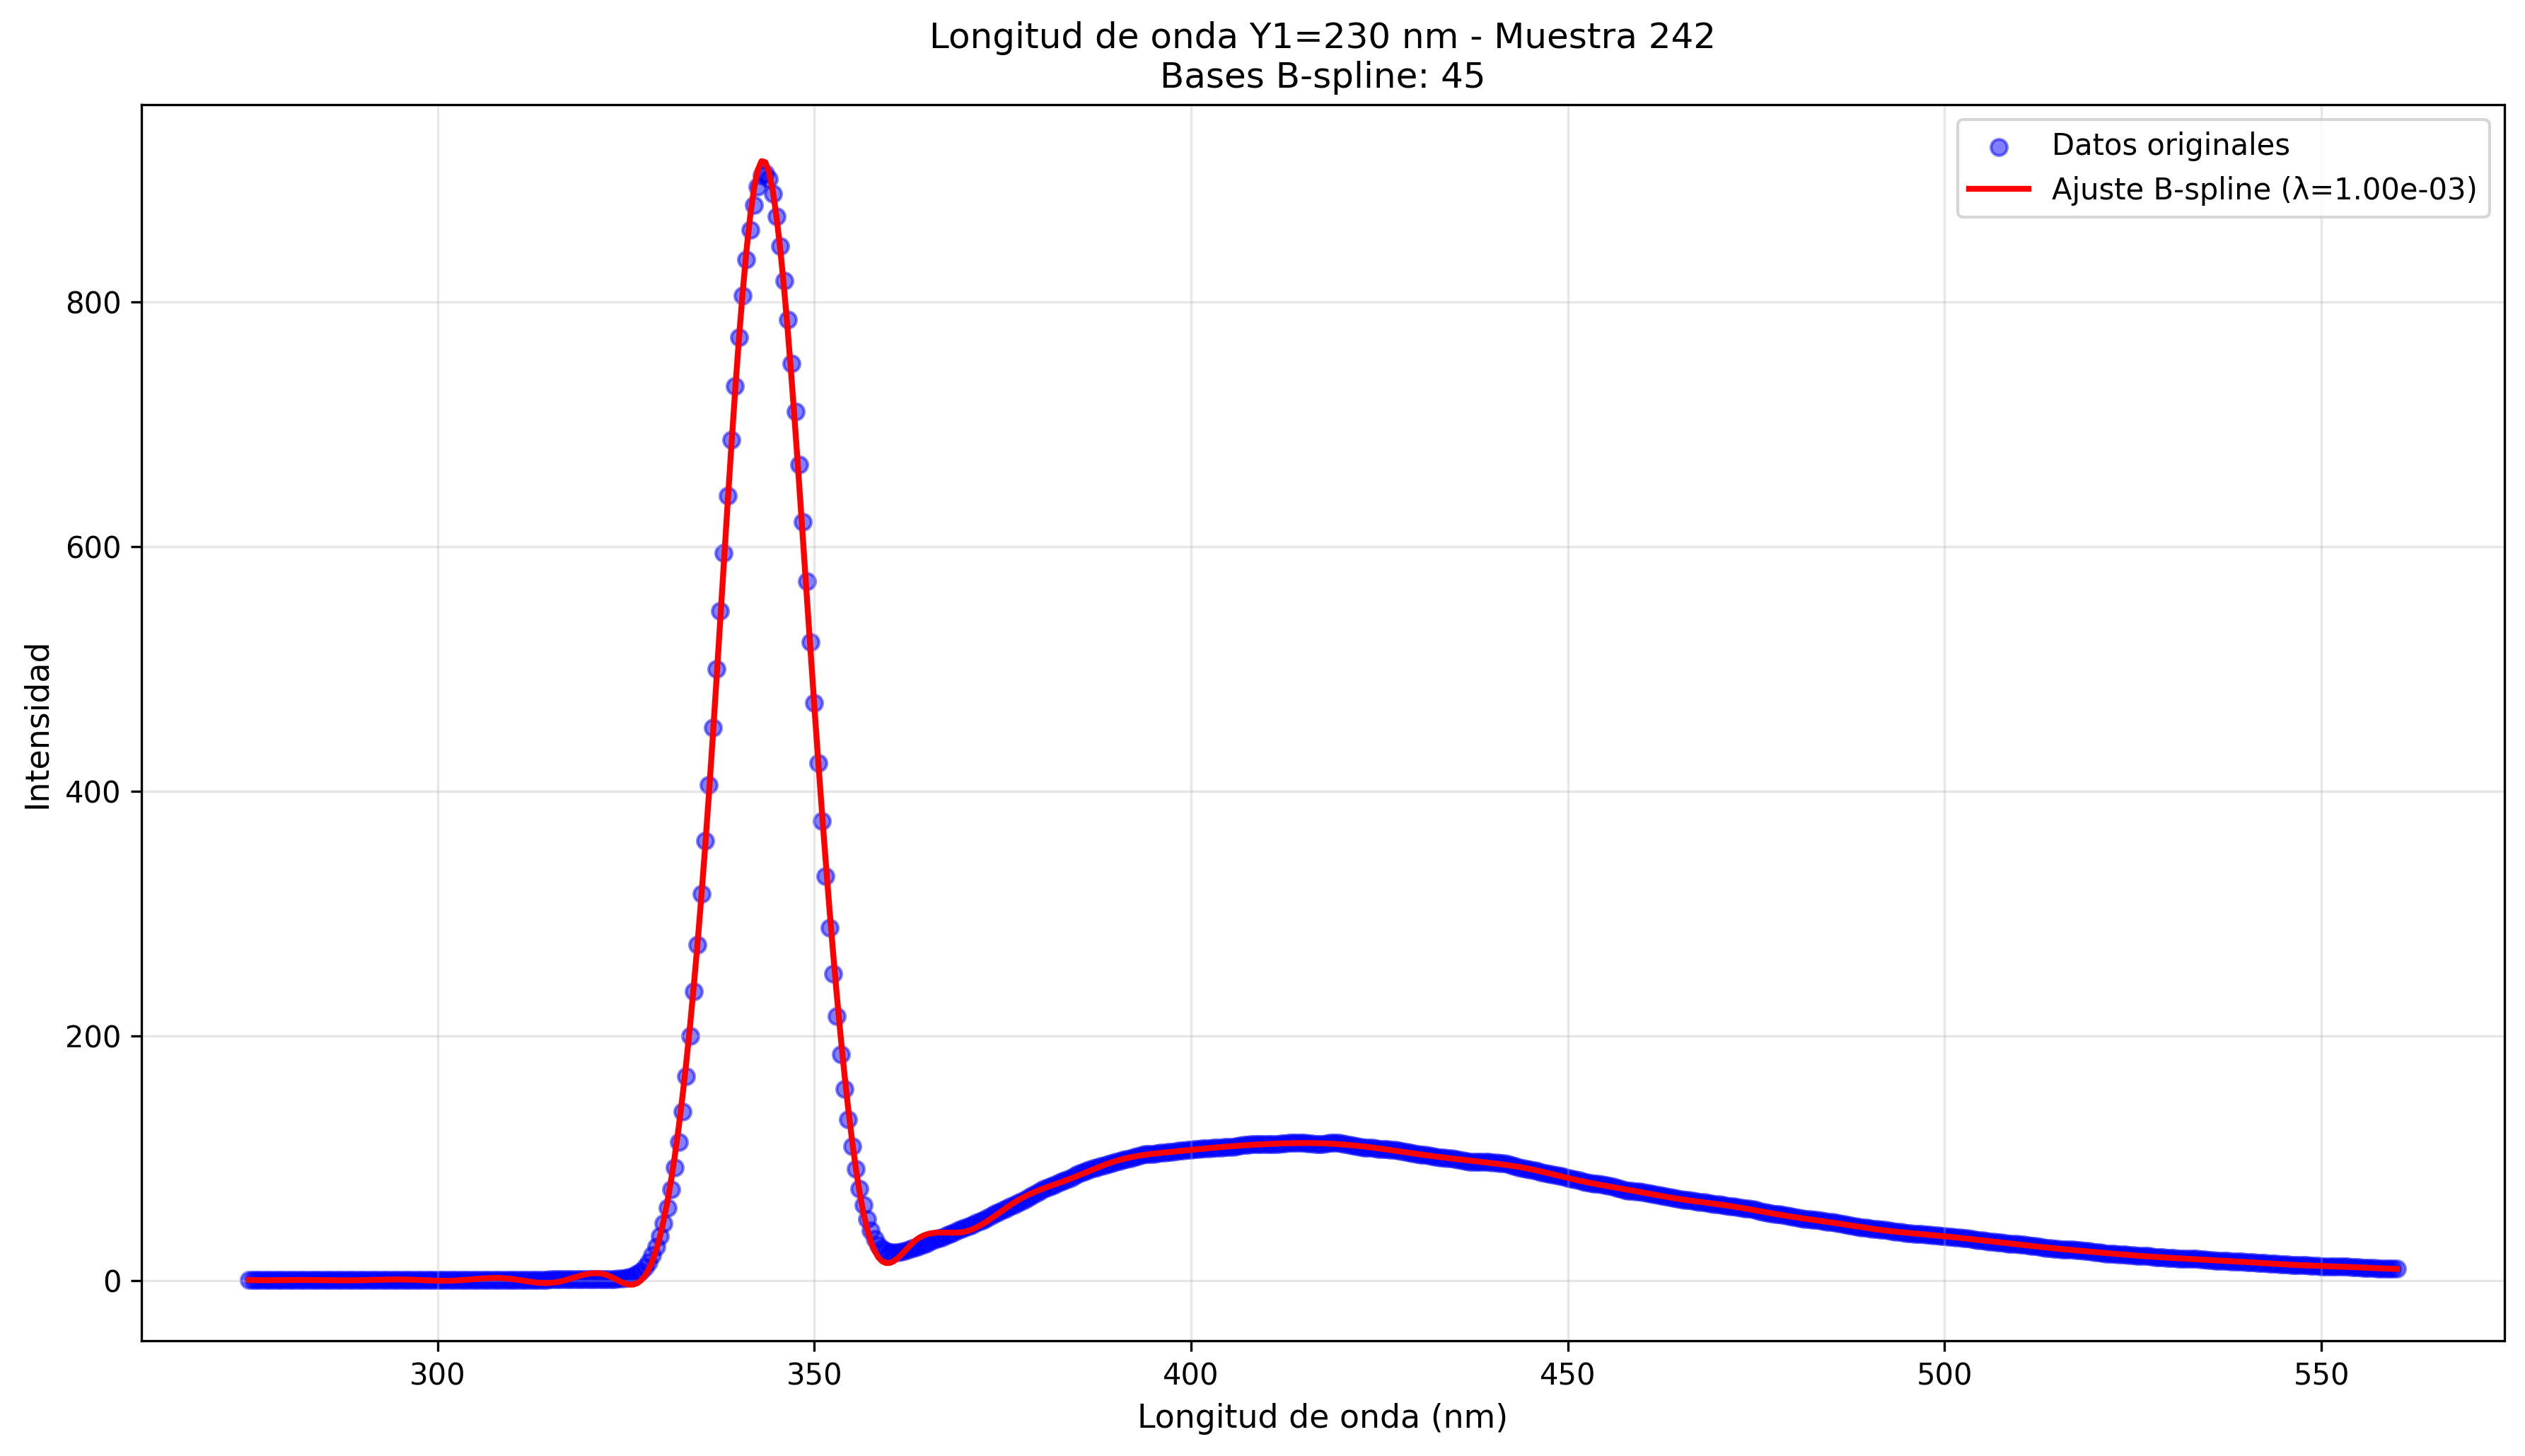 Longitud de onda Y1=230 nm - Muestra 242
Bases B-spline: 45
Datos originales
Ajuste B-spline (λ=1.00e-03)
Intensidad
800
600
400
200
0
300 350 400 450 500 550
Longitud de onda (nm)